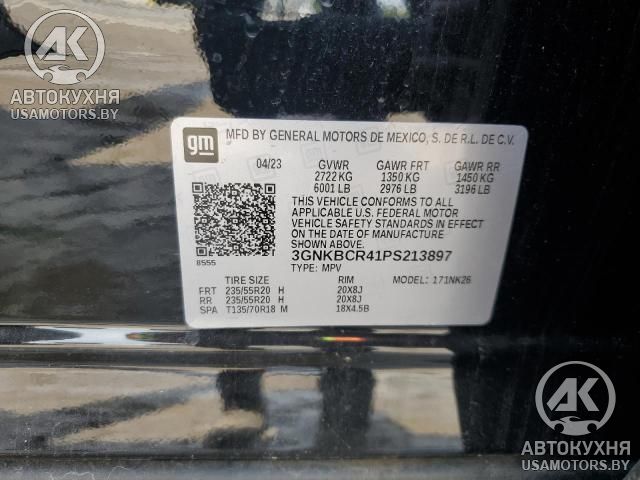 AK
АВТОКУХНЯ
USAMOTORS.BY
gm
MFD BY GENERAL MOTORS DE MEXICO, S. DE R.L. DE C.V.
04/23 GVWR GAWR FRT GAWR RR
2722 KG 1350 KG 1450 KG
6001 LB 2976 LB 3196 LB
THIS VEHICLE CONFORMS TO ALL
APPLICABLE U.S. FEDERAL MOTOR
VEHICLE SAFETY STANDARDS IN EFFECT
ON THE DATE OF MANUFACTURE
SHOWN ABOVE.
3GNKBCR41PS213897
8555
TYPE: MPV MODEL: 171NK26
TIRE SIZE RIM
FRT 235/55R20 H 20X8J
RR 235/55R20 H 20X8J
SPA T135/70R18 M 18X4.5B
AK
АВТОКУХНЯ
USAMOTORS.BY